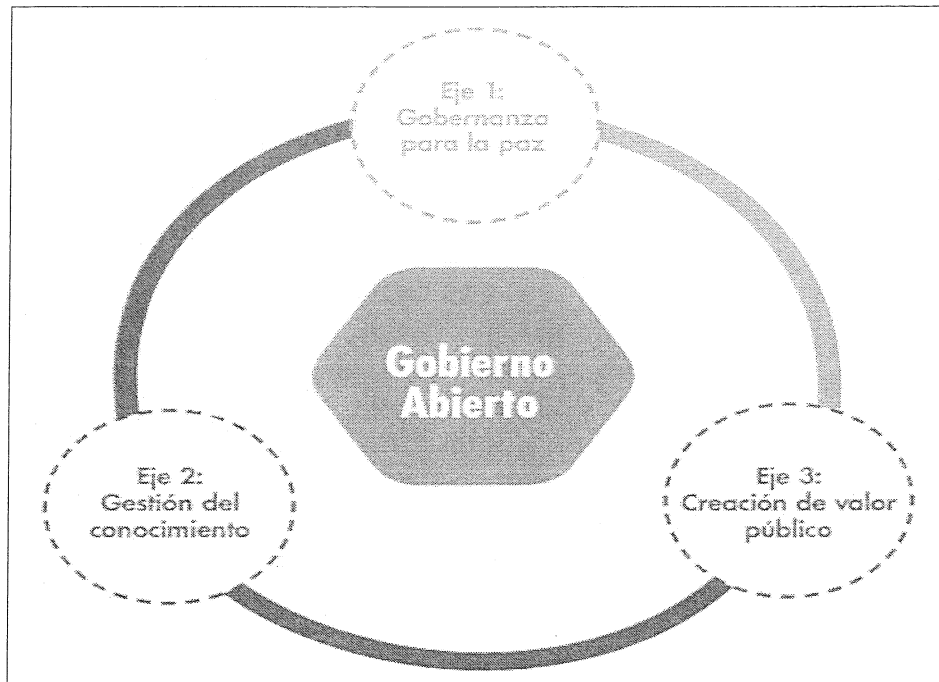 Eje 1:
Gobernanza
para la paz
Gobierno
Abierto
Eje 2:
Gestión del
conocimiento
Eje 3:
Creación de valor
público